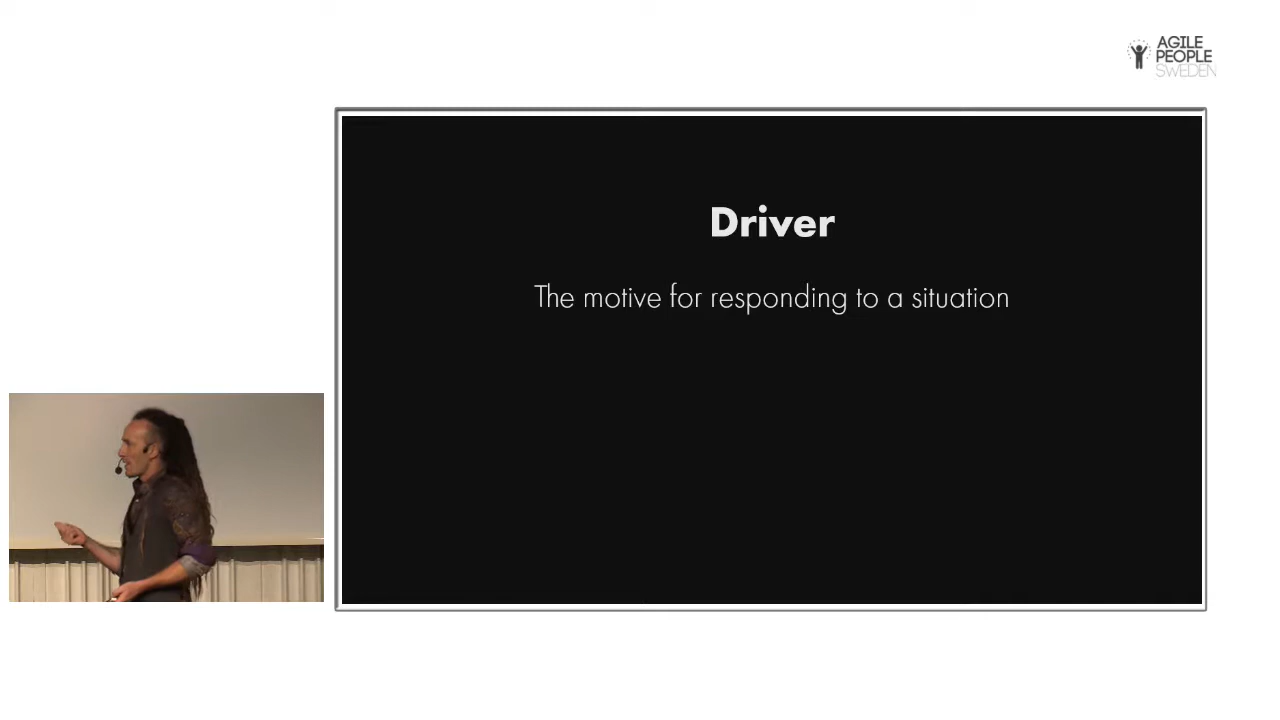 AGILE
PEOPLE
SWEDEN
Driver
The motive for responding to a situation